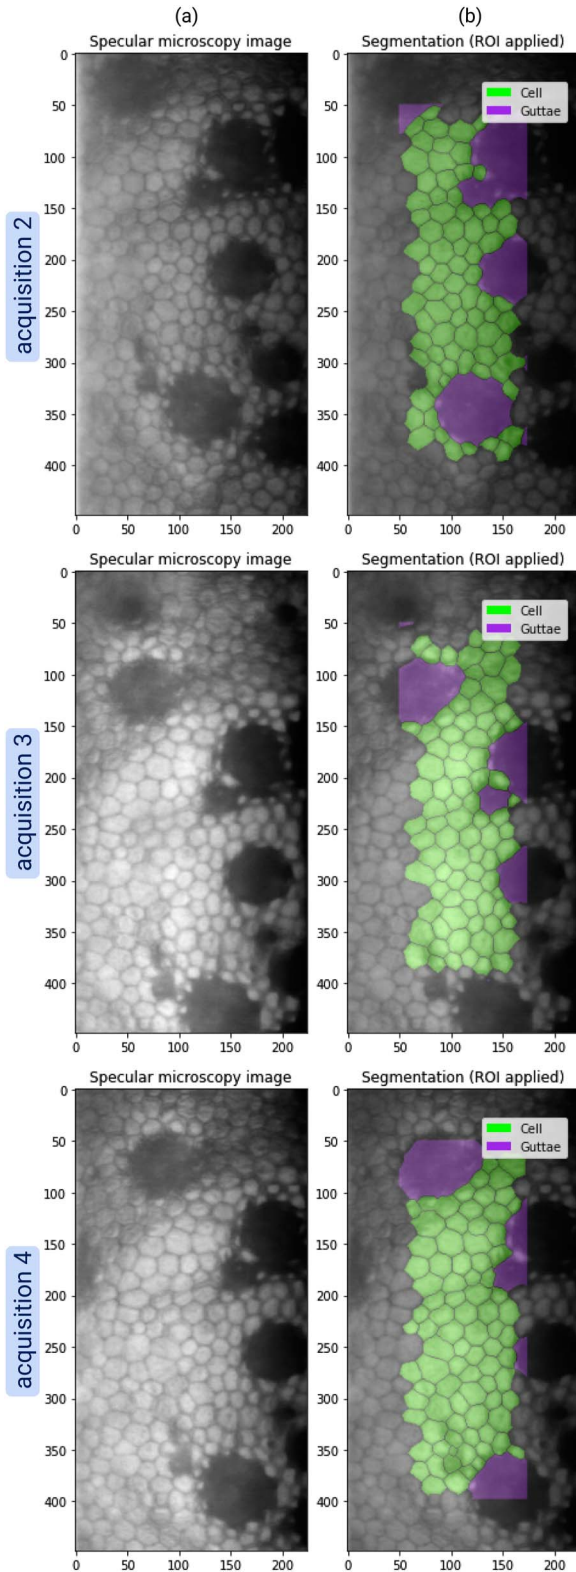 (a) (b)
Specular microscopy image Segmentation (ROI applied)
0 0
50 50 Cell
Guttae
100 100
150 150
200 200
250 250
300 300
350 350
400 400
0 50 100 150 200 0 50 100 150 200
acquisition 2
Specular microscopy image Segmentation (ROI applied)
0 0
50 50 Cell
Guttae
100 100
150 150
200 200
250 250
300 300
350 350
400 400
0 50 100 150 200 0 50 100 150 200
acquisition 3
Specular microscopy image Segmentation (ROI applied)
0 0
50 50 Cell
Guttae
100 100
150 150
200 200
250 250
300 300
350 350
400 400
0 50 100 150 200 0 50 100 150 200
acquisition 4